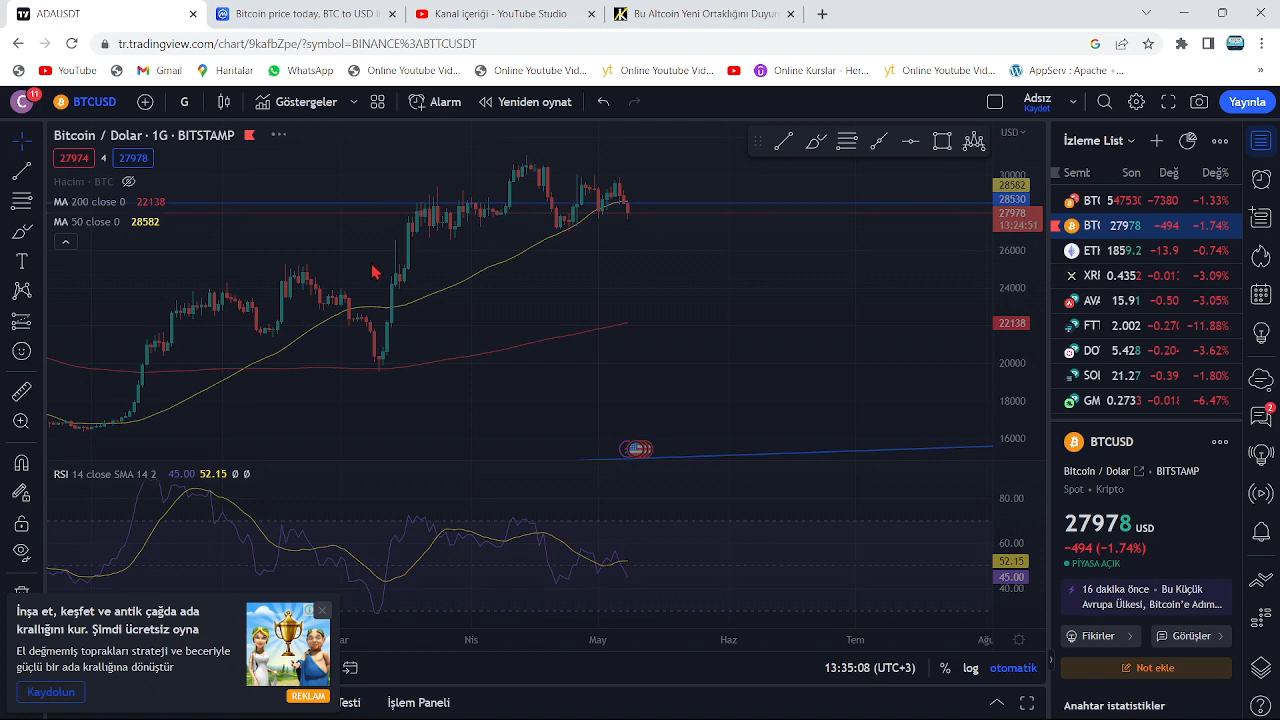 ADAUSDT
Bitcoin price today, BTC to USD li
Kanal içeriği - YouTube Studio
Bu Altcoin Yeni Ortaklığını Duyur
tr.tradingview.com/chart/9kafbZpe/?symbol=BINANCE%3ABTTCUSDT
YouTube
Gmail
Haritalar
WhatsApp
Online Youtube Vid...
Online Youtube Vid...
Online Youtube Vid...
Online Kurslar - Her...
Online Youtube Vid...
AppServ : Apache +...
»
C 11
BTCUSD
G
Göstergeler
Alarm
Yeniden oynat
Adsız
Kaydet
Yayınla
Bitcoin / Dolar · 1G · BITSTAMP
27974 4 27978
Hacim · BTC
MA 200 close 0 22138
MA 50 close 0 28582
USD
30000
28582
28530
27978
13:24:51
26000
24000
22138
20000
18000
16000
RSI 14 close SMA 14 2 45.00 52.15 Ø Ø
80.00
60.00
52.15
45.00
40.00
Nis
May
Haz
Tem
13:35:08 (UTC+3)
%
log
otomatik
İşlem Paneli
İnşa et, keşfet ve antik çağda ada
krallığını kur. Şimdi ücretsiz oyna
El değmemiş toprakları strateji ve beceriyle
güçlü bir ada krallığına dönüştür
Kaydolun
REKLAM
İzleme List
Son Değ Değ%
−7380 −1.33%
27978 −494 −1.74%
1859.2 −13.9 −0.74%
0.4352 −3.09%
15.91 −0.50 −3.05%
2.002 −11.88%
5.428 −3.62%
21.27 −0.39 −1.80%
−6.47%
2
BTCUSD
Bitcoin / Dolar BITSTAMP
Spot • Kripto
27978 USD
−494 (−1.74%)
PİYASA AÇIK
16 dakika önce • Bu Küçük
Avrupa Ülkesi, Bitcoin'e Adım...
Fikirler
Görüşler
Not ekle
Anahtar istatistikler